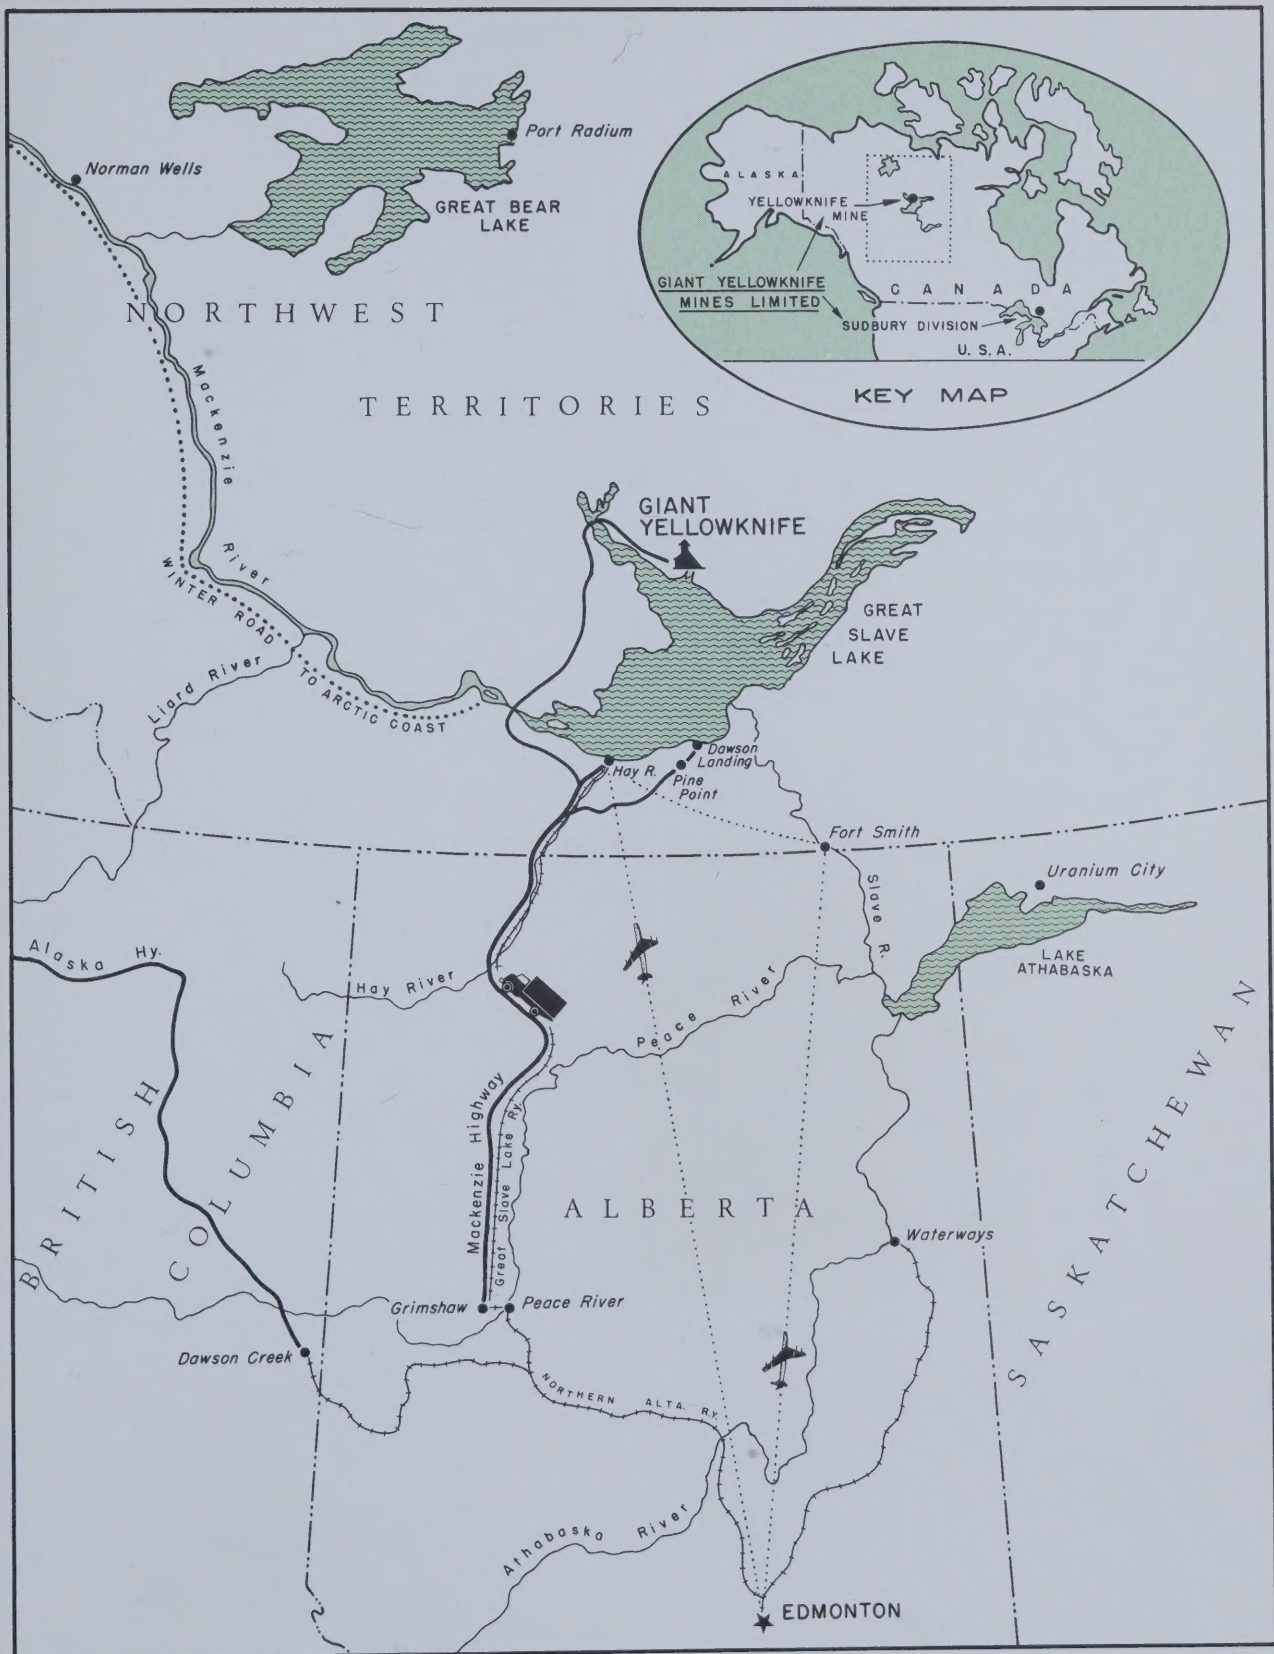 Port Radium
Norman Wells
GREAT BEAR
LAKE
NORTHWEST
TERRITORIES
ALASKA
YELLOWKNIFE
MINE
GIANT YELLOWKNIFE
MINES LIMITED
CANADA
SUDBURY DIVISION
U.S.A.
KEY MAP
Mackenzie
River
WINTER ROAD
TO ARCTIC COAST
Liard River
GIANT
YELLOWKNIFE
GREAT
SLAVE
LAKE
Dawson
Landing
Hay R.
Pine
Point
Fort Smith
Slave R.
Uranium City
LAKE
ATHABASKA
Alaska Hy.
Hay River
Peace River
BRITISH
COLUMBIA
Mackenzie Highway
Great Slave Lake Ry.
ALBERTA
SASKATCHEWAN
Waterways
Grimshaw
Peace River
Dawson Creek
NORTHERN ALTA. RY.
Athabaska River
EDMONTON